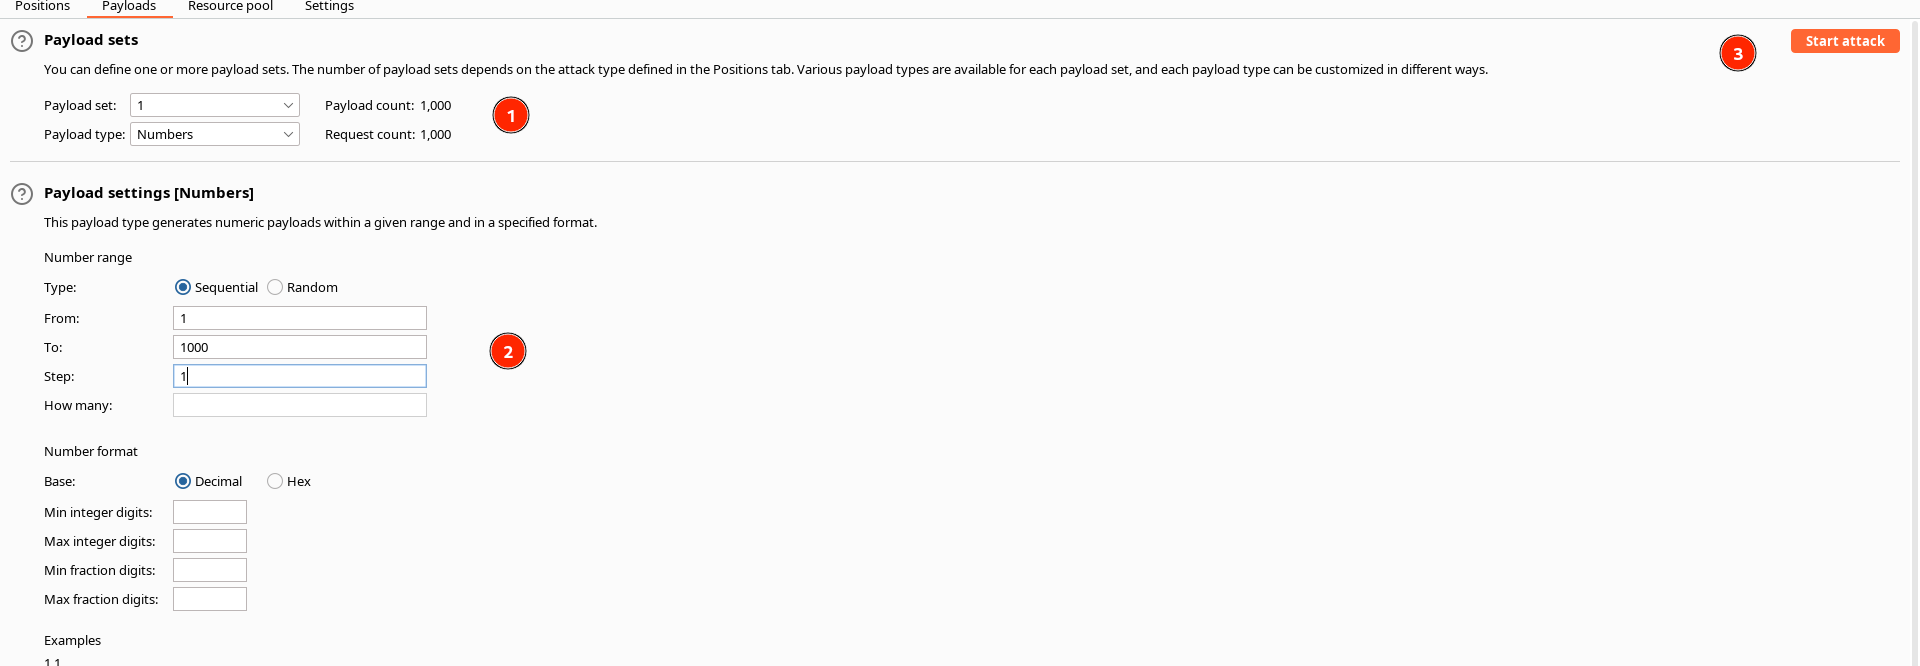 Positions Payloads Resource pool Settings
Payload sets
Start attack
3
You can define one or more payload sets. The number of payload sets depends on the attack type defined in the Positions tab. Various payload types are available for each payload set, and each payload type can be customized in different ways.
Payload set: 1 Payload count: 1,000
1
Payload type: Numbers Request count: 1,000
Payload settings [Numbers]
This payload type generates numeric payloads within a given range and in a specified format.
Number range
Type: Sequential Random
From: 1
To: 1000
2
Step: 1
How many:
Number format
Base: Decimal Hex
Min integer digits:
Max integer digits:
Min fraction digits:
Max fraction digits:
Examples
1.1